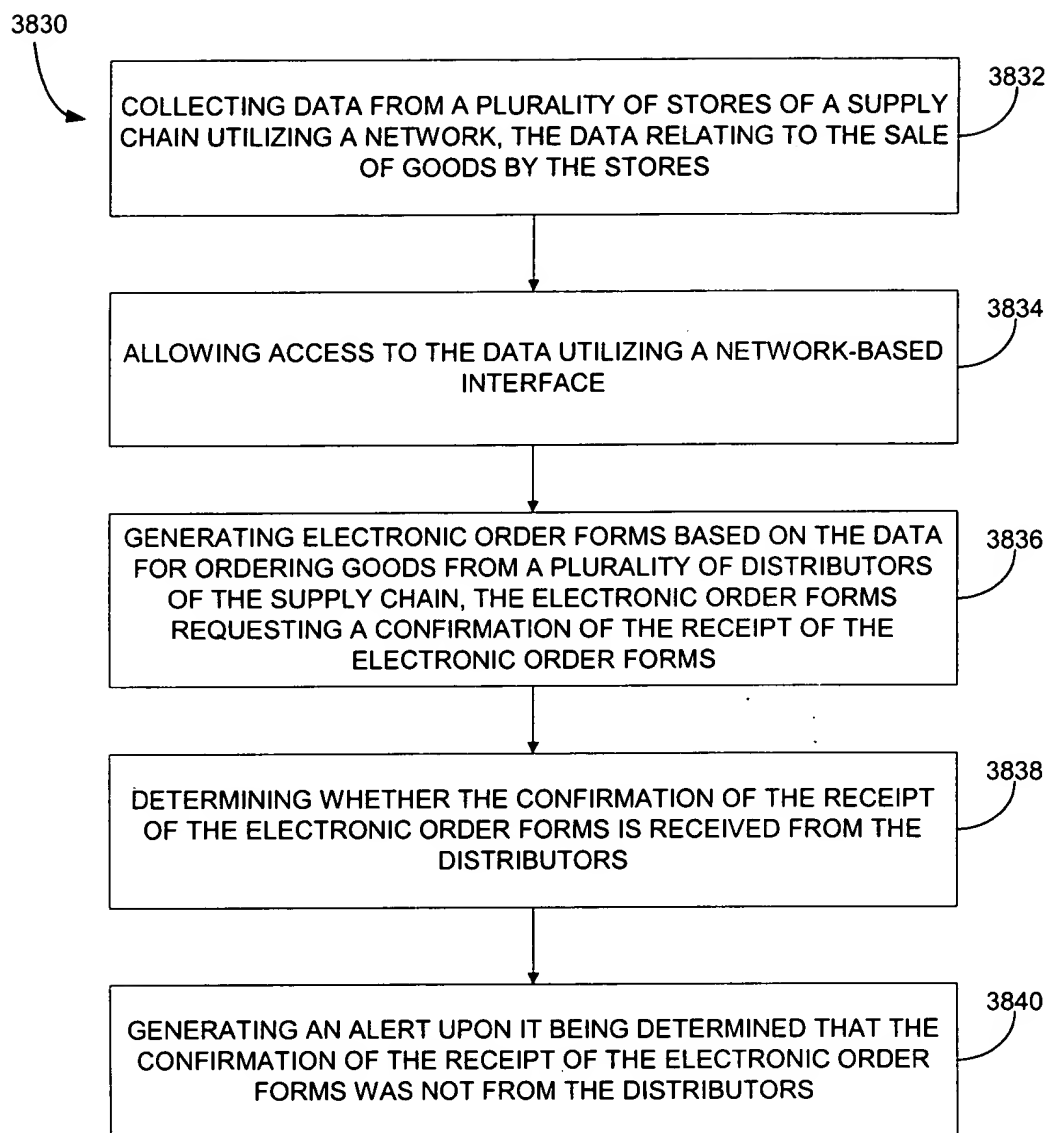 3830
3832
COLLECTING DATA FROM A PLURALITY OF STORES OF A SUPPLY
CHAIN UTILIZING A NETWORK, THE DATA RELATING TO THE SALE
OF GOODS BY THE STORES
3834
ALLOWING ACCESS TO THE DATA UTILIZING A NETWORK-BASED
INTERFACE
3836
GENERATING ELECTRONIC ORDER FORMS BASED ON THE DATA
FOR ORDERING GOODS FROM A PLURALITY OF DISTRIBUTORS
OF THE SUPPLY CHAIN, THE ELECTRONIC ORDER FORMS
REQUESTING A CONFIRMATION OF THE RECEIPT OF THE
ELECTRONIC ORDER FORMS
3838
DETERMINING WHETHER THE CONFIRMATION OF THE RECEIPT
OF THE ELECTRONIC ORDER FORMS IS RECEIVED FROM THE
DISTRIBUTORS
3840
GENERATING AN ALERT UPON IT BEING DETERMINED THAT THE
CONFIRMATION OF THE RECEIPT OF THE ELECTRONIC ORDER
FORMS WAS NOT FROM THE DISTRIBUTORS